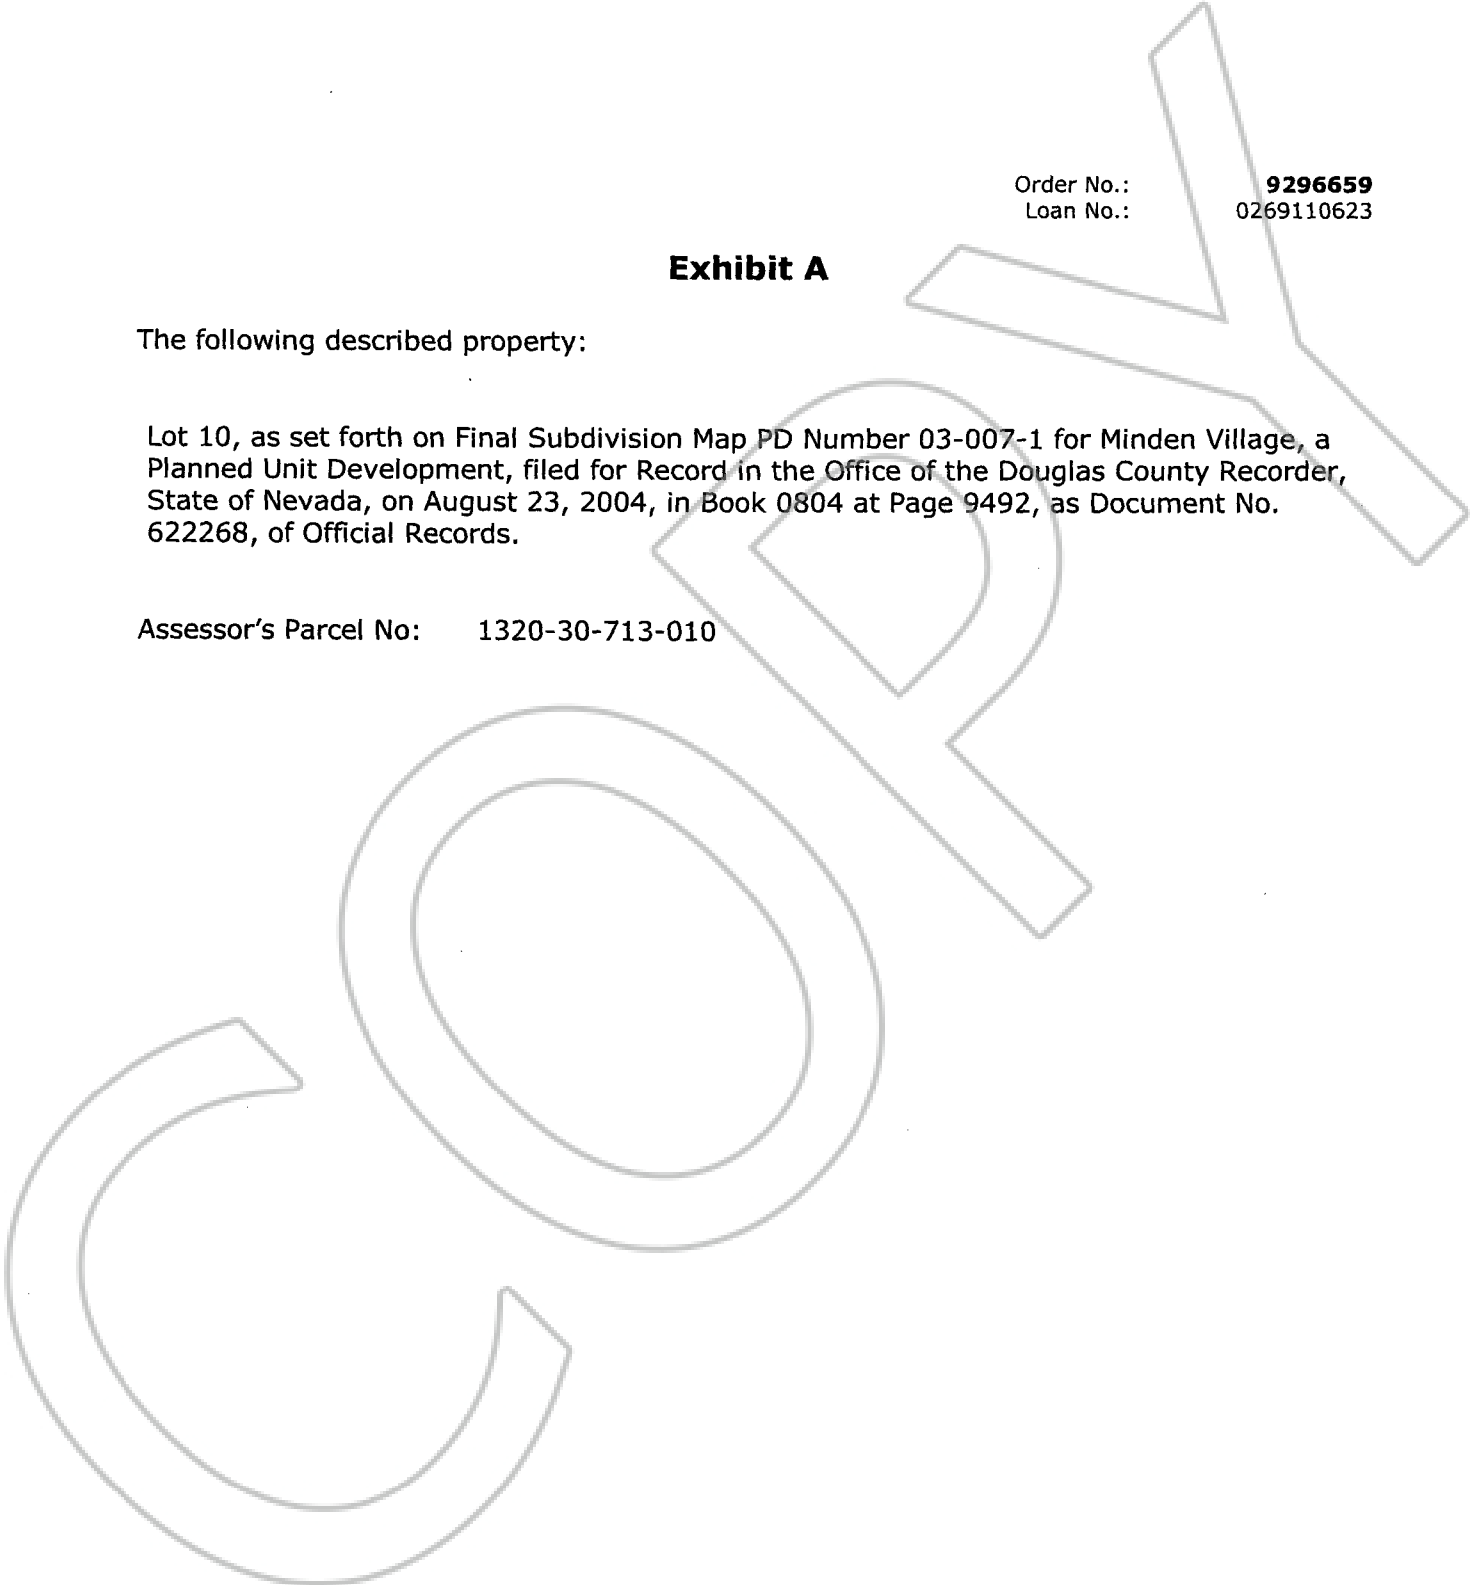 Order No.: 9296659
Loan No.: 0269110623
Exhibit A
The following described property:
Lot 10, as set forth on Final Subdivision Map PD Number 03-007-1 for Minden Village, a
Planned Unit Development, filed for Record in the Office of the Douglas County Recorder,
State of Nevada, on August 23, 2004, in Book 0804 at Page 9492, as Document No.
622268, of Official Records.
Assessor's Parcel No: 1320-30-713-010
COPY